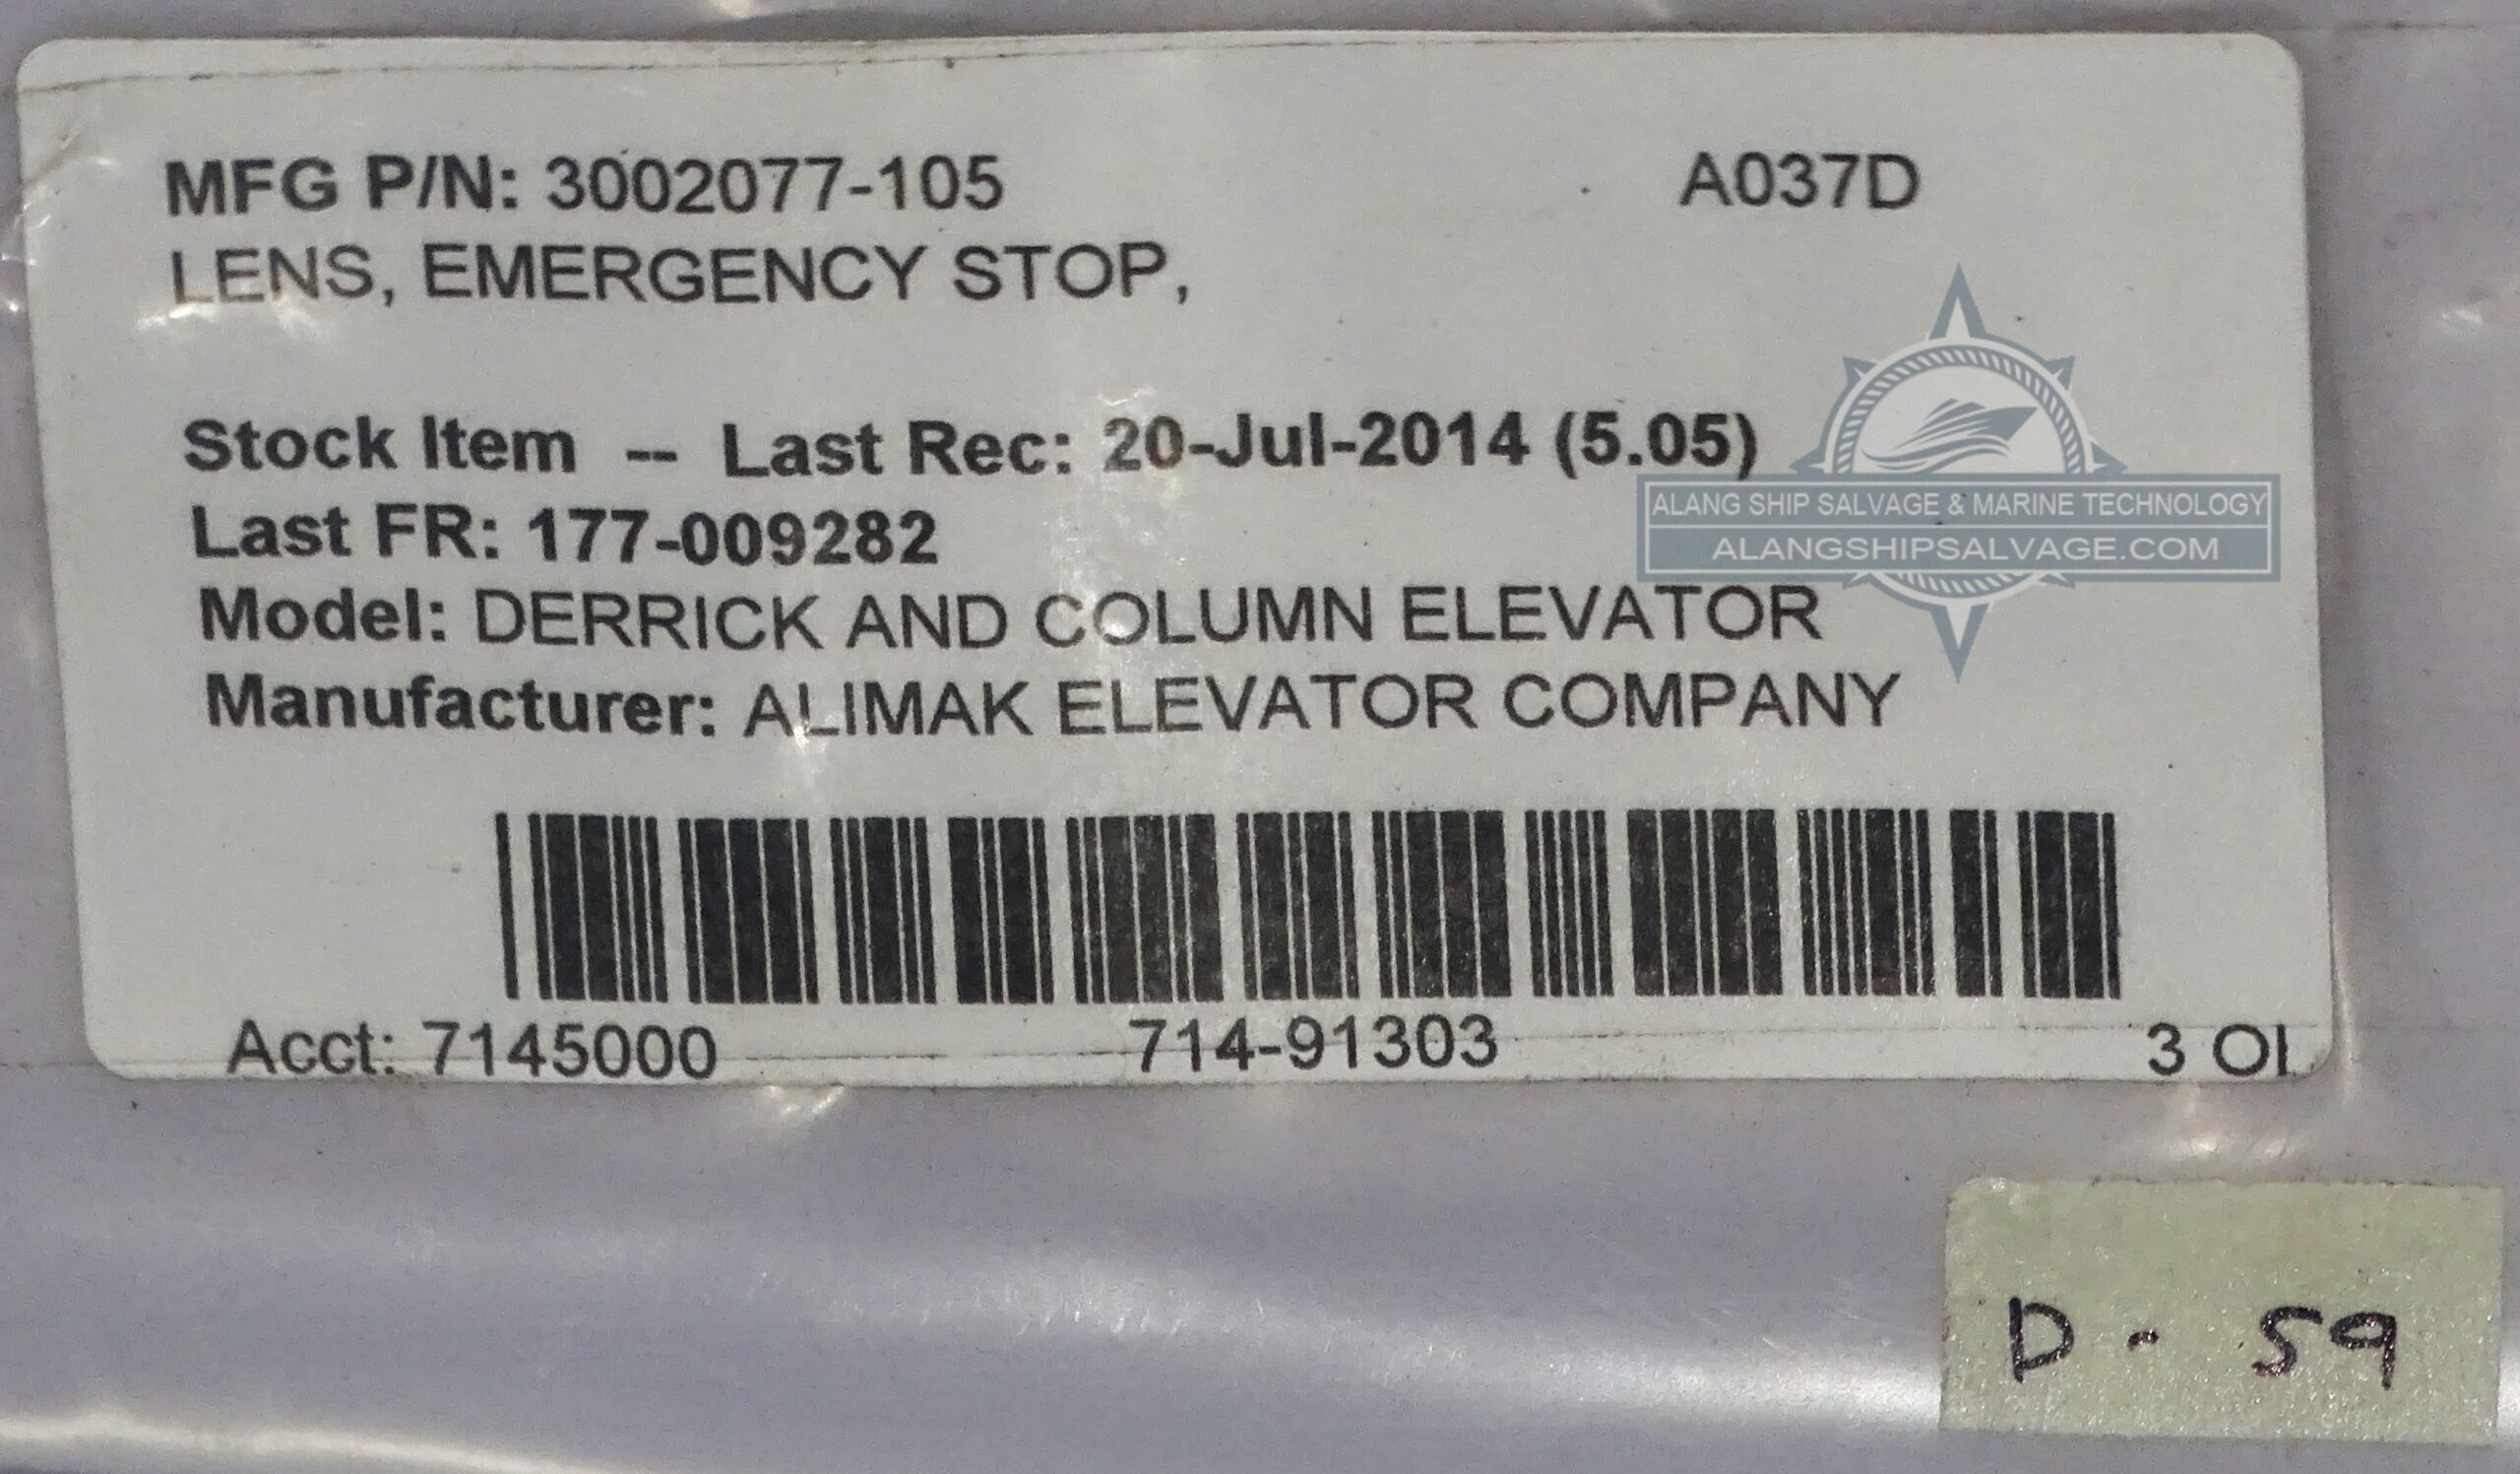 MFG P/N: 3002077-105 A037D
LENS, EMERGENCY STOP,
Stock Item -- Last Rec: 20-Jul-2014 (5.05)
Last FR: 177-009282
ALANG SHIP SALVAGE & MARINE TECHNOLOGY
ALANGSHIPSALVAGE.COM
Model: DERRICK AND COLUMN ELEVATOR
Manufacturer: ALIMAK ELEVATOR COMPANY
Acct: 7145000 714-91303 3 OI
D - 59